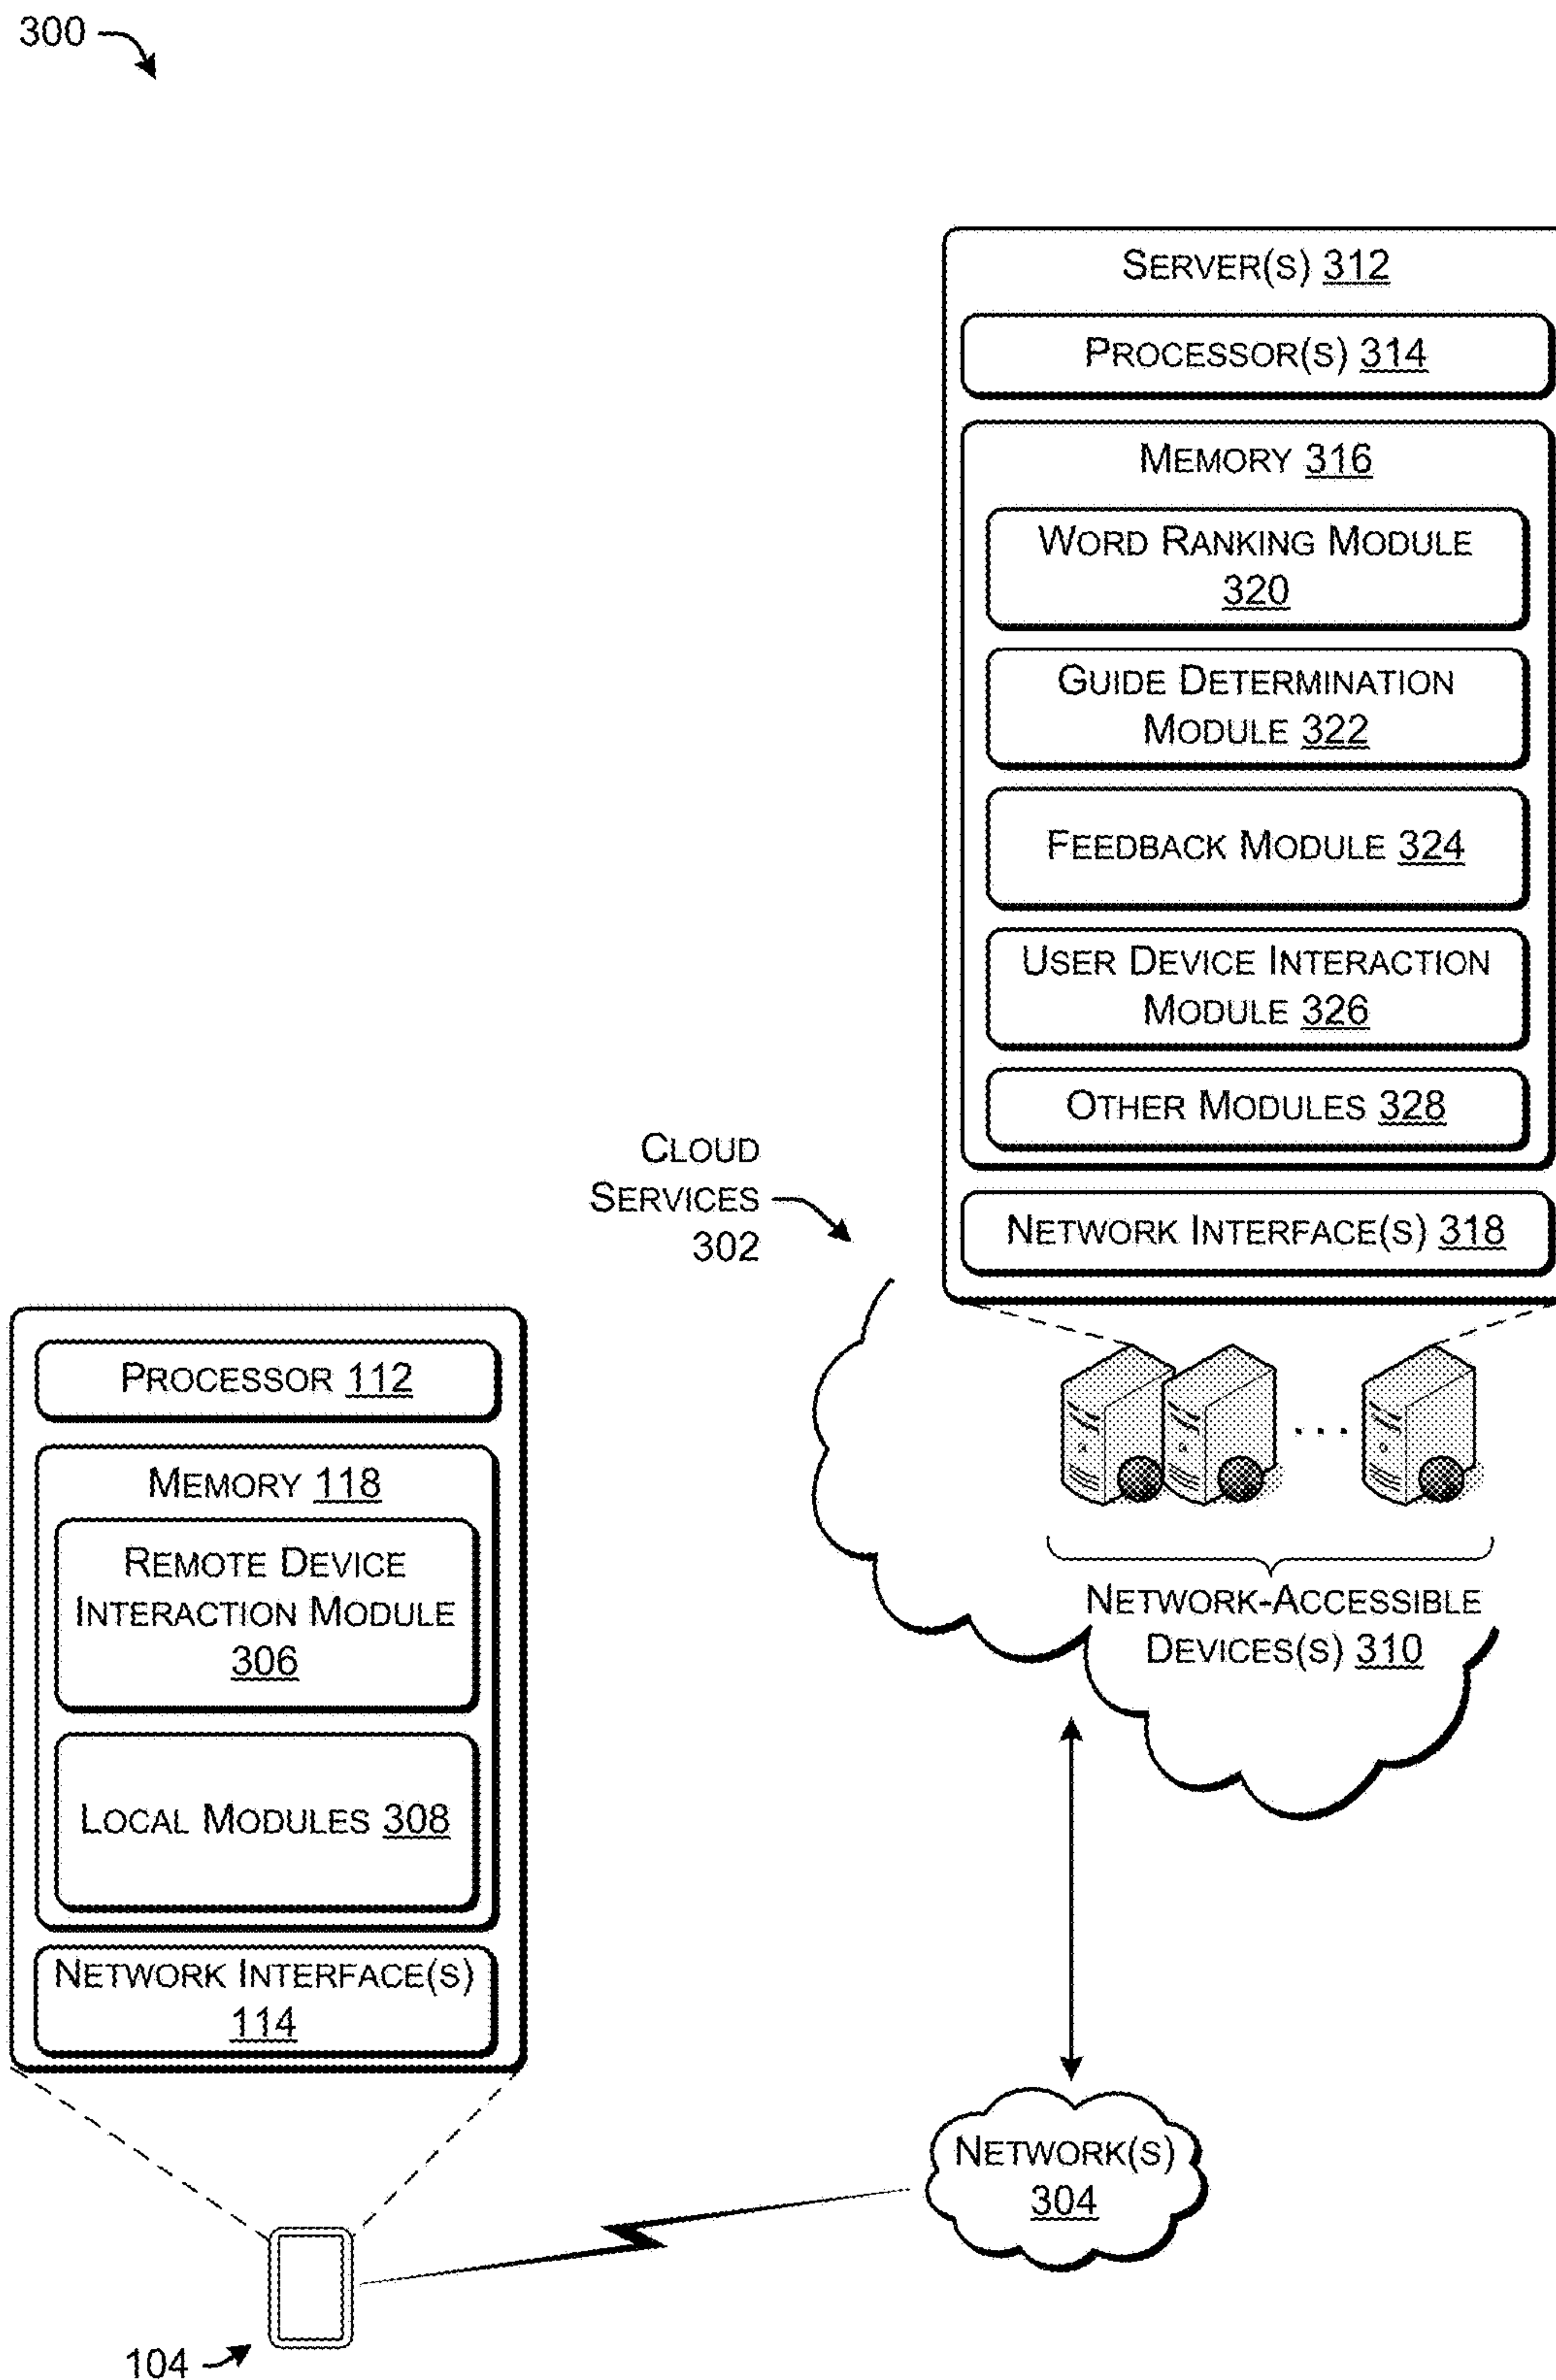 300
SERVER(S) 312
PROCESSOR(S) 314
MEMORY 316
WORD RANKING MODULE
320
GUIDE DETERMINATION
MODULE 322
FEEDBACK MODULE 324
USER DEVICE INTERACTION
MODULE 326
OTHER MODULES 328
NETWORK INTERFACE(S) 318
CLOUD
SERVICES
302
NETWORK-ACCESSIBLE
DEVICES(S) 310
PROCESSOR 112
MEMORY 118
REMOTE DEVICE
INTERACTION MODULE
306
LOCAL MODULES 308
NETWORK INTERFACE(S)
114
NETWORK(S)
304
104